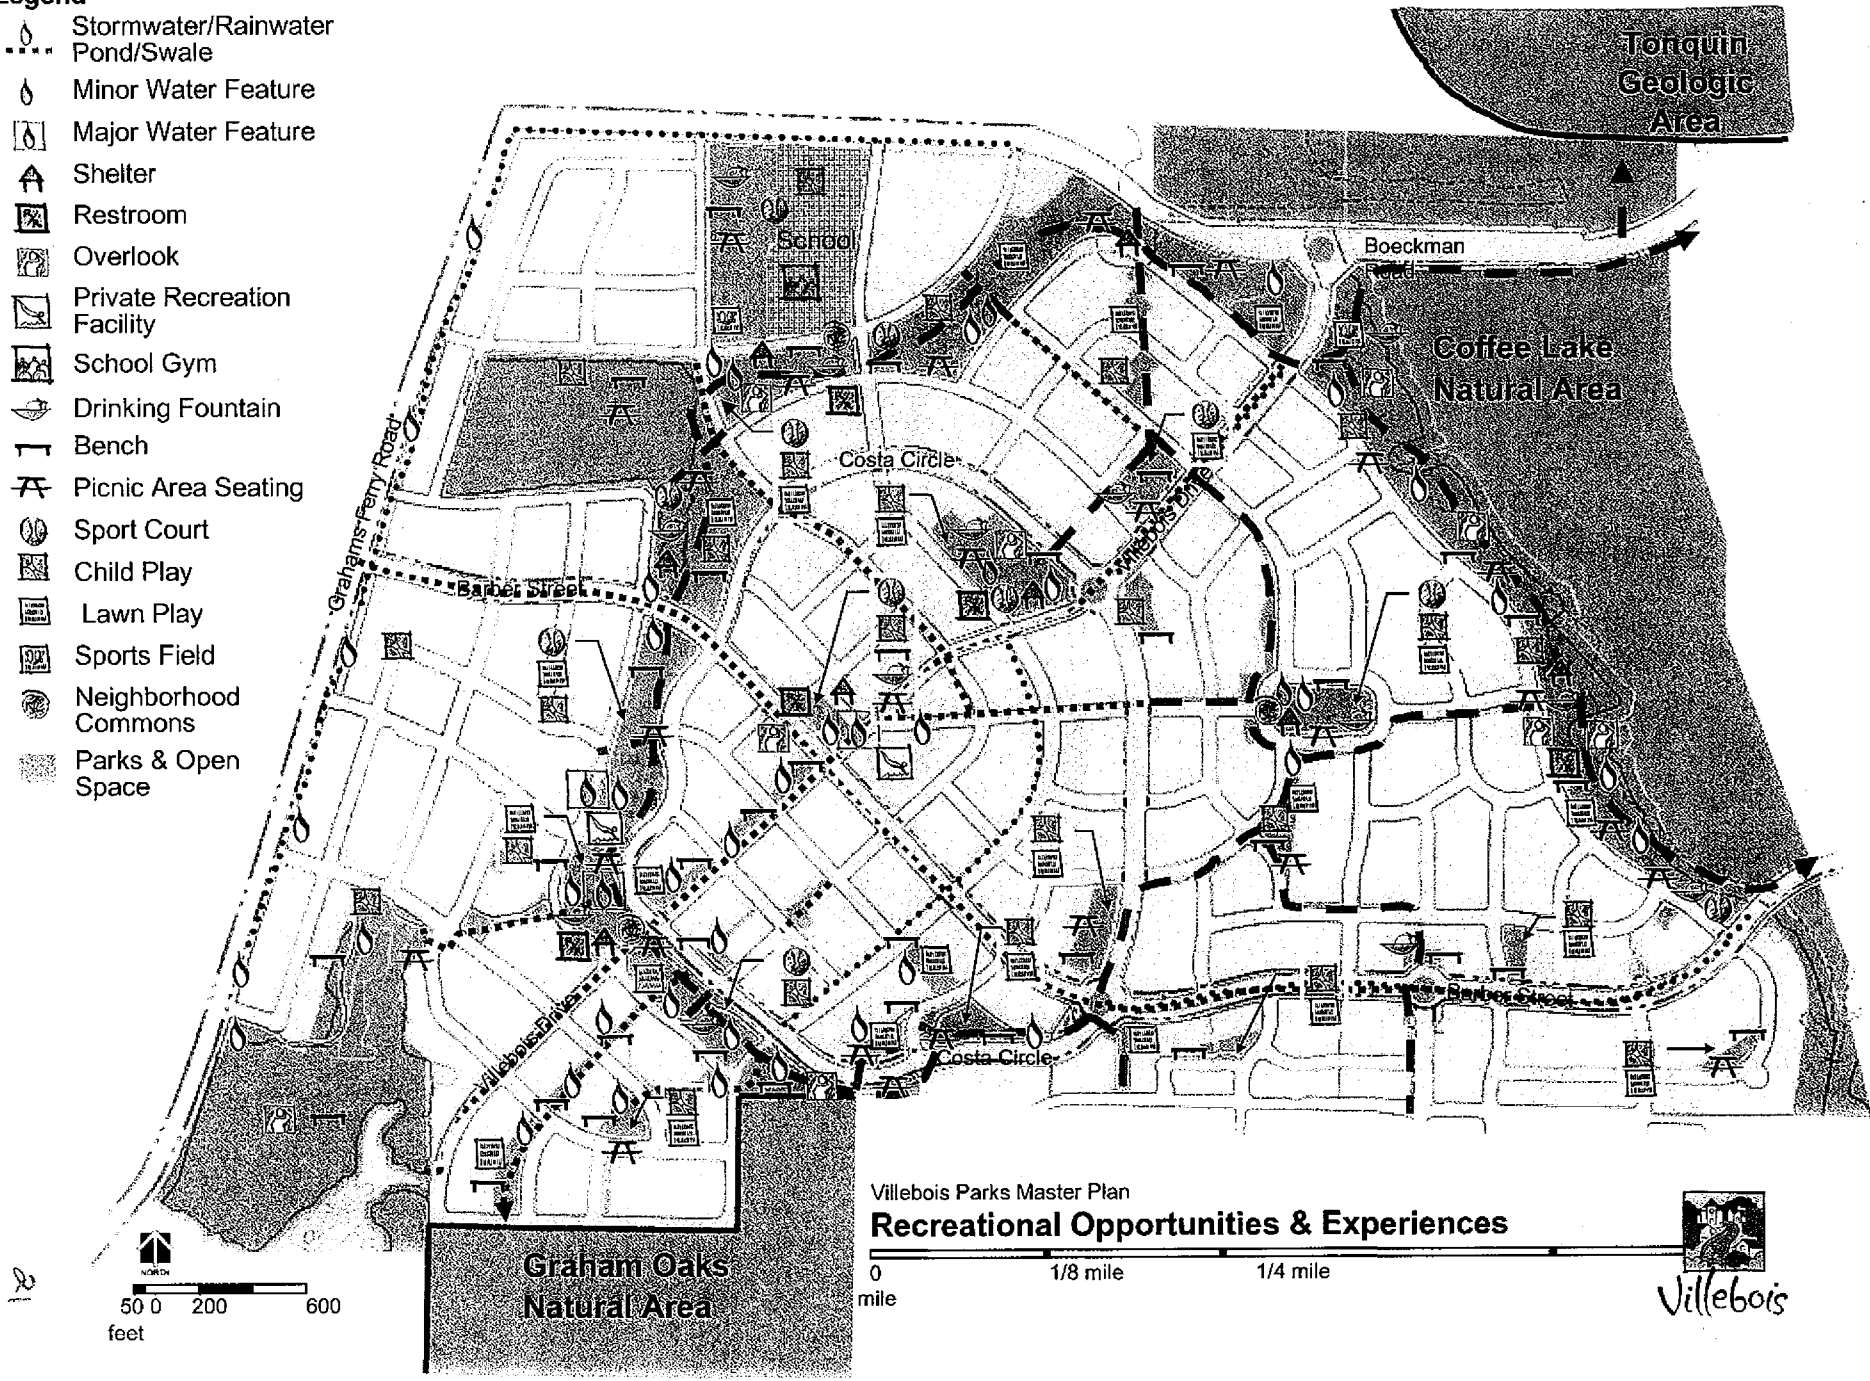 Legend
Stormwater/Rainwater
Pond/Swale
Minor Water Feature
Major Water Feature
Shelter
Restroom
Overlook
Private Recreation
Facility
School Gym
Drinking Fountain
Bench
Picnic Area Seating
Sport Court
Child Play
Lawn Play
Sports Field
Neighborhood
Commons
Parks & Open
Space
Tonquin
Geologic
Area
School
Boeckman
Road
Coffee Lake
Natural Area
Grahams Ferry Road
Costa Circle
Villebois Drive
Barber Street
Barber Street
Villebois Drive
Costa Circle
Graham Oaks
Natural Area
NORTH
50 0 200 600
feet
Villebois Parks Master Plan
Recreational Opportunities & Experiences
0 1/8 mile 1/4 mile
mile
Villebois